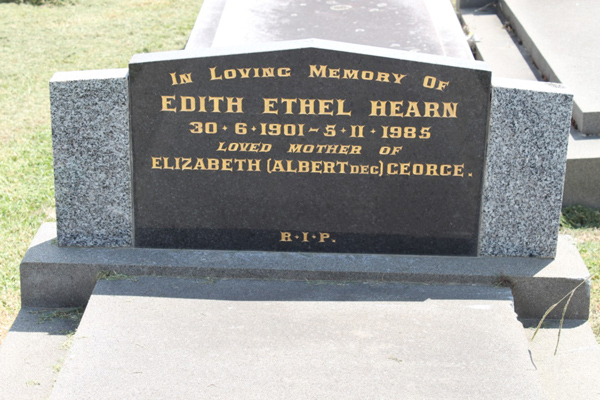 In Loving Memory Of
EDITH ETHEL HEARN
30·6·1901~5·11·1985
LOVED MOTHER OF
ELIZABETH (ALBERT DEC) GEORGE.
R·I·P.